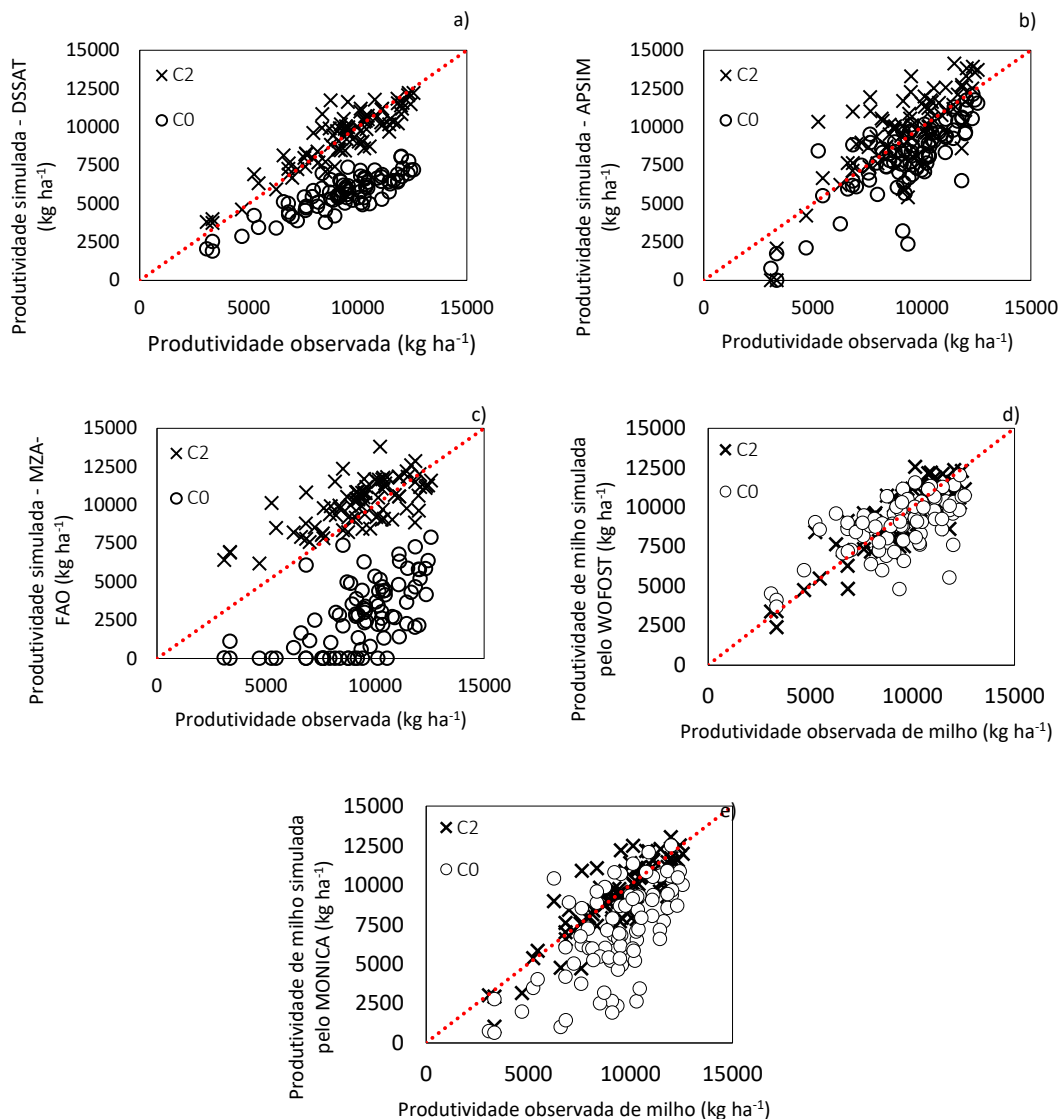 a)
Produtividade simulada - DSSAT
(kg ha-1)
15000
12500
10000
7500
5000
2500
0
C2
C0
0
5000
10000
15000
Produtividade observada (kg ha-1)
b)
Produtividade simulada - APSIM
(kg ha-1)
15000
12500
10000
7500
5000
2500
0
C2
C0
0
5000
10000
15000
Produtividade observada (kg ha-1)
c)
Produtividade simulada - MZA-
FAO (kg ha-1)
15000
12500
10000
7500
5000
2500
0
C2
C0
0
5000
10000
15000
Produtividade observada (kg ha-1)
d)
Produtividade de milho simulada
pelo WOFOST (kg ha-1)
15000
12500
10000
7500
5000
2500
0
C2
C0
0
5000
10000
15000
Produtividade observada de milho (kg ha-1)
e)
Produtividade de milho simulada
pelo MONICA (kg ha-1)
15000
12500
10000
7500
5000
2500
0
C2
C0
0
5000
10000
15000
Produtividade observada de milho (kg ha-1)